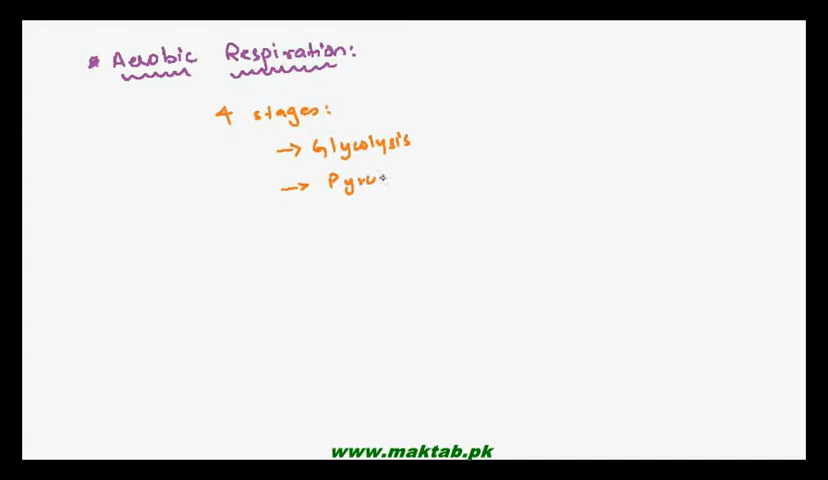 * Aerobic Respiration:
4 stages:
→ Glycolysis
→ Pyru
www.maktab.pk